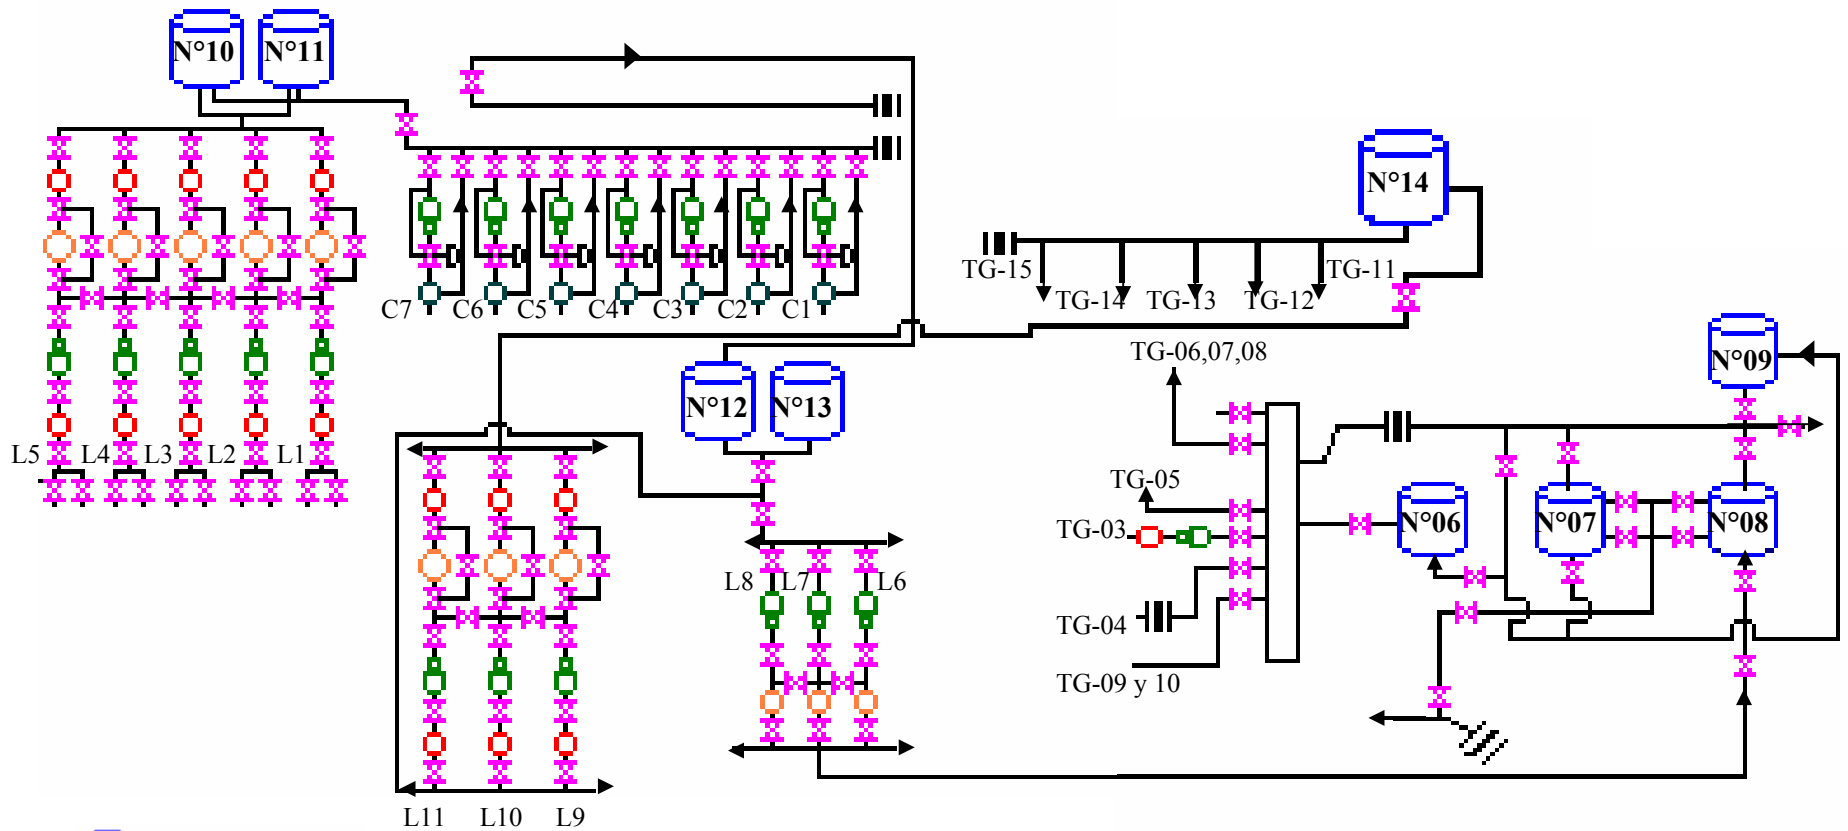 N°10
N°11
N°14
TG-15
TG-11
TG-14
TG-13
TG-12
C7
C6
C5
C4
C3
C2
C1
TG-06,07,08
N°09
N°12
N°13
L5
L4
L3
L2
L1
TG-05
TG-03
N°06
N°07
N°08
L8
L7
L6
TG-04
TG-09 y 10
L11
L10
L9